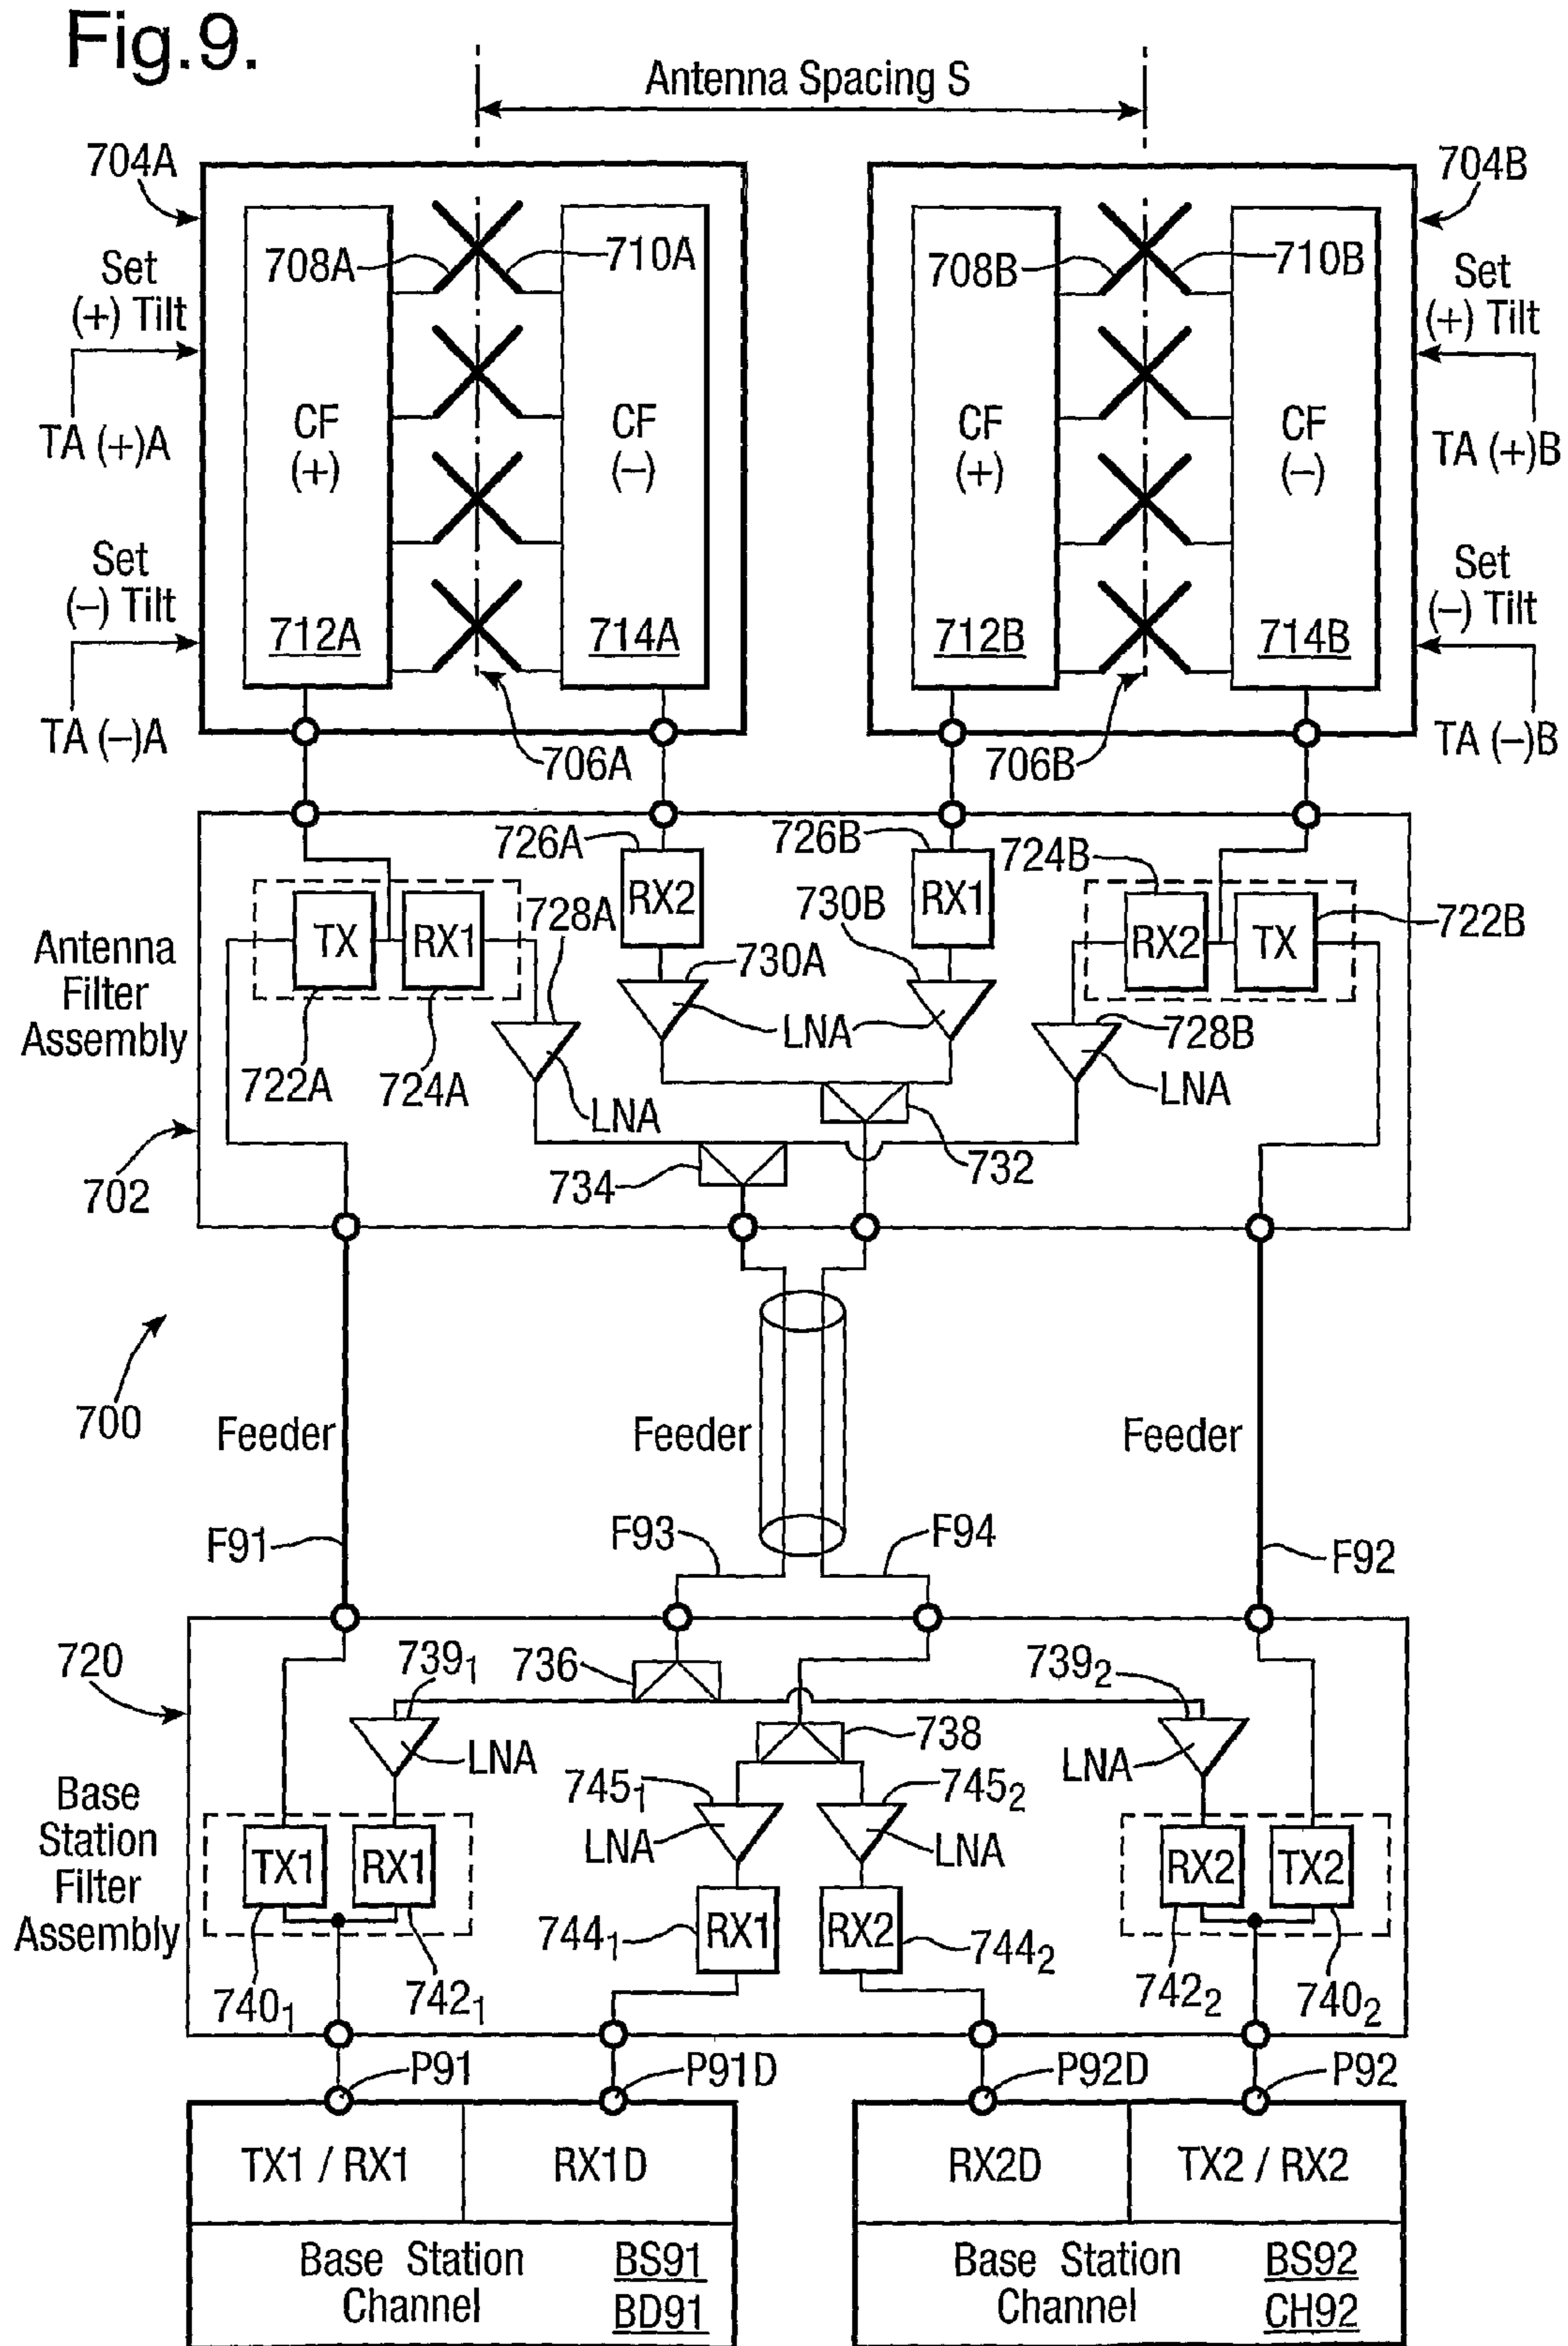 Fig.9.
Antenna Spacing S
704A
704B
708A
710A
708B
710B
Set
(+) Tilt
Set
(+) Tilt
CF
(+)
CF
(–)
CF
(+)
CF
(–)
TA (+)A
TA (+)B
Set
(–) Tilt
Set
(–) Tilt
712A
714A
712B
714B
TA (–)A
706A
706B
TA (–)B
726A
726B
724B
TX
RX1
728A
RX2
730B
RX1
RX2
TX
722B
Antenna
Filter
Assembly
730A
LNA
728B
722A
724A
LNA
LNA
702
734
732
700
Feeder
Feeder
Feeder
F91
F93
F94
F92
720
739₁
736
739₂
LNA
738
LNA
745₁
745₂
Base
Station
Filter
Assembly
LNA
LNA
TX1
RX1
RX2
TX2
744₁
RX1
RX2
744₂
740₁
742₁
742₂
740₂
P91
P91D
P92D
P92
TX1 / RX1
RX1D
RX2D
TX2 / RX2
Base Station
Channel
BS91
BD91
Base Station
Channel
BS92
CH92